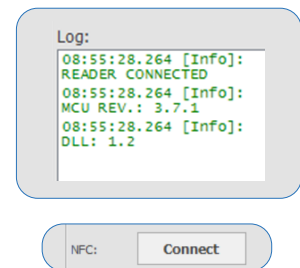 Log:
08:55:28.264 [Info]:
READER CONNECTED
08:55:28.264 [Info]:
MCU REV.: 3.7.1
08:55:28.264 [Info]:
DLL: 1.2
NFC: Connect